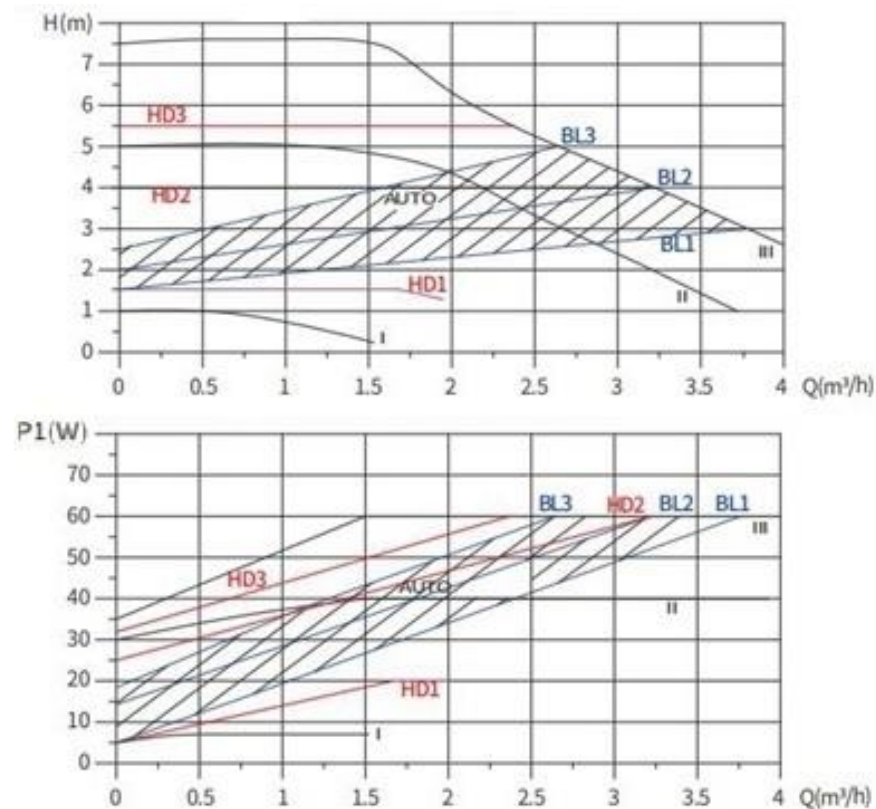 H(m)
7
6
HD3
5
BL3
4
HD2
AUTO
BL2
3
BL1
III
2
HD1
II
1
I
0
0 0.5 1 1.5 2 2.5 3 3.5 4 Q(m³/h)
P1(W)
70
60
BL3 HD2 BL2 BL1
III
50
HD3
AUTO
40
II
30
20
HD1
10
I
0
0 0.5 1 1.5 2 2.5 3 3.5 4 Q(m³/h)